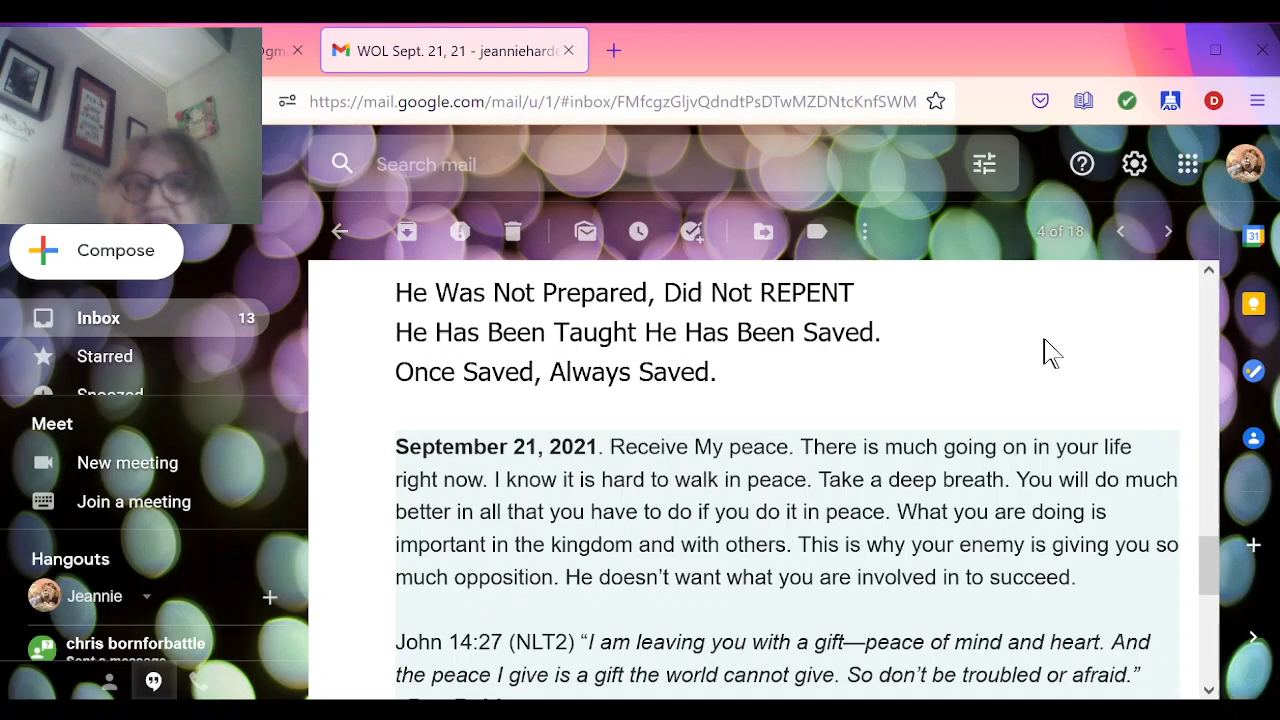 WOL Sept. 21, 21 - jeannieharde
https://mail.google.com/mail/u/1/#inbox/FMfcgzGljvQdndtPsDTwMZDNtcKnfSWM
AD
D
Search mail
Compose
4 of 18
31
Inbox 13
Starred
Snoozed
Meet
New meeting
Join a meeting
Hangouts
Jeannie
chris bornforbattle
Sent a message
He Was Not Prepared, Did Not REPENT
He Has Been Taught He Has Been Saved.
Once Saved, Always Saved.
September 21, 2021. Receive My peace. There is much going on in your life
right now. I know it is hard to walk in peace. Take a deep breath. You will do much
better in all that you have to do if you do it in peace. What you are doing is
important in the kingdom and with others. This is why your enemy is giving you so
much opposition. He doesn’t want what you are involved in to succeed.
John 14:27 (NLT2) “I am leaving you with a gift—peace of mind and heart. And
the peace I give is a gift the world cannot give. So don’t be troubled or afraid.”